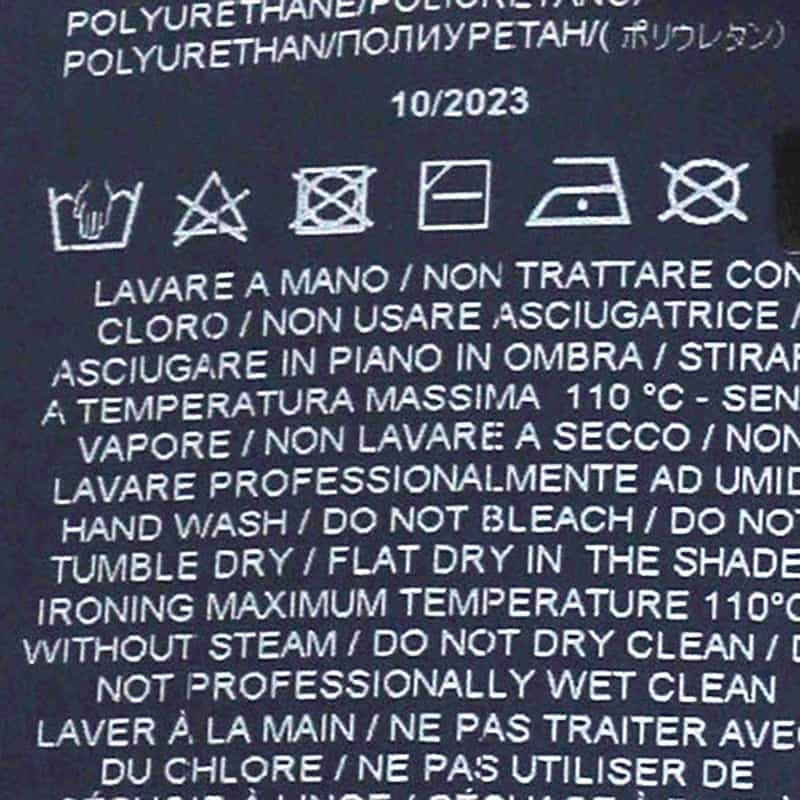 POLYURETHANE/POLIURETANO/
POLYURETHAN/ПОЛИУРЕТАН/( ポリウレタン)
10/2023
LAVARE A MANO / NON TRATTARE CON
CLORO / NON USARE ASCIUGATRICE /
ASCIUGARE IN PIANO IN OMBRA / STIRAR
A TEMPERATURA MASSIMA 110 °C - SEN
VAPORE / NON LAVARE A SECCO / NON
LAVARE PROFESSIONALMENTE AD UMID
HAND WASH / DO NOT BLEACH / DO NOT
TUMBLE DRY / FLAT DRY IN THE SHADE
IRONING MAXIMUM TEMPERATURE 110°C
WITHOUT STEAM / DO NOT DRY CLEAN / D
NOT PROFESSIONALLY WET CLEAN
LAVER À LA MAIN / NE PAS TRAITER AVEC
DU CHLORE / NE PAS UTILISER DE